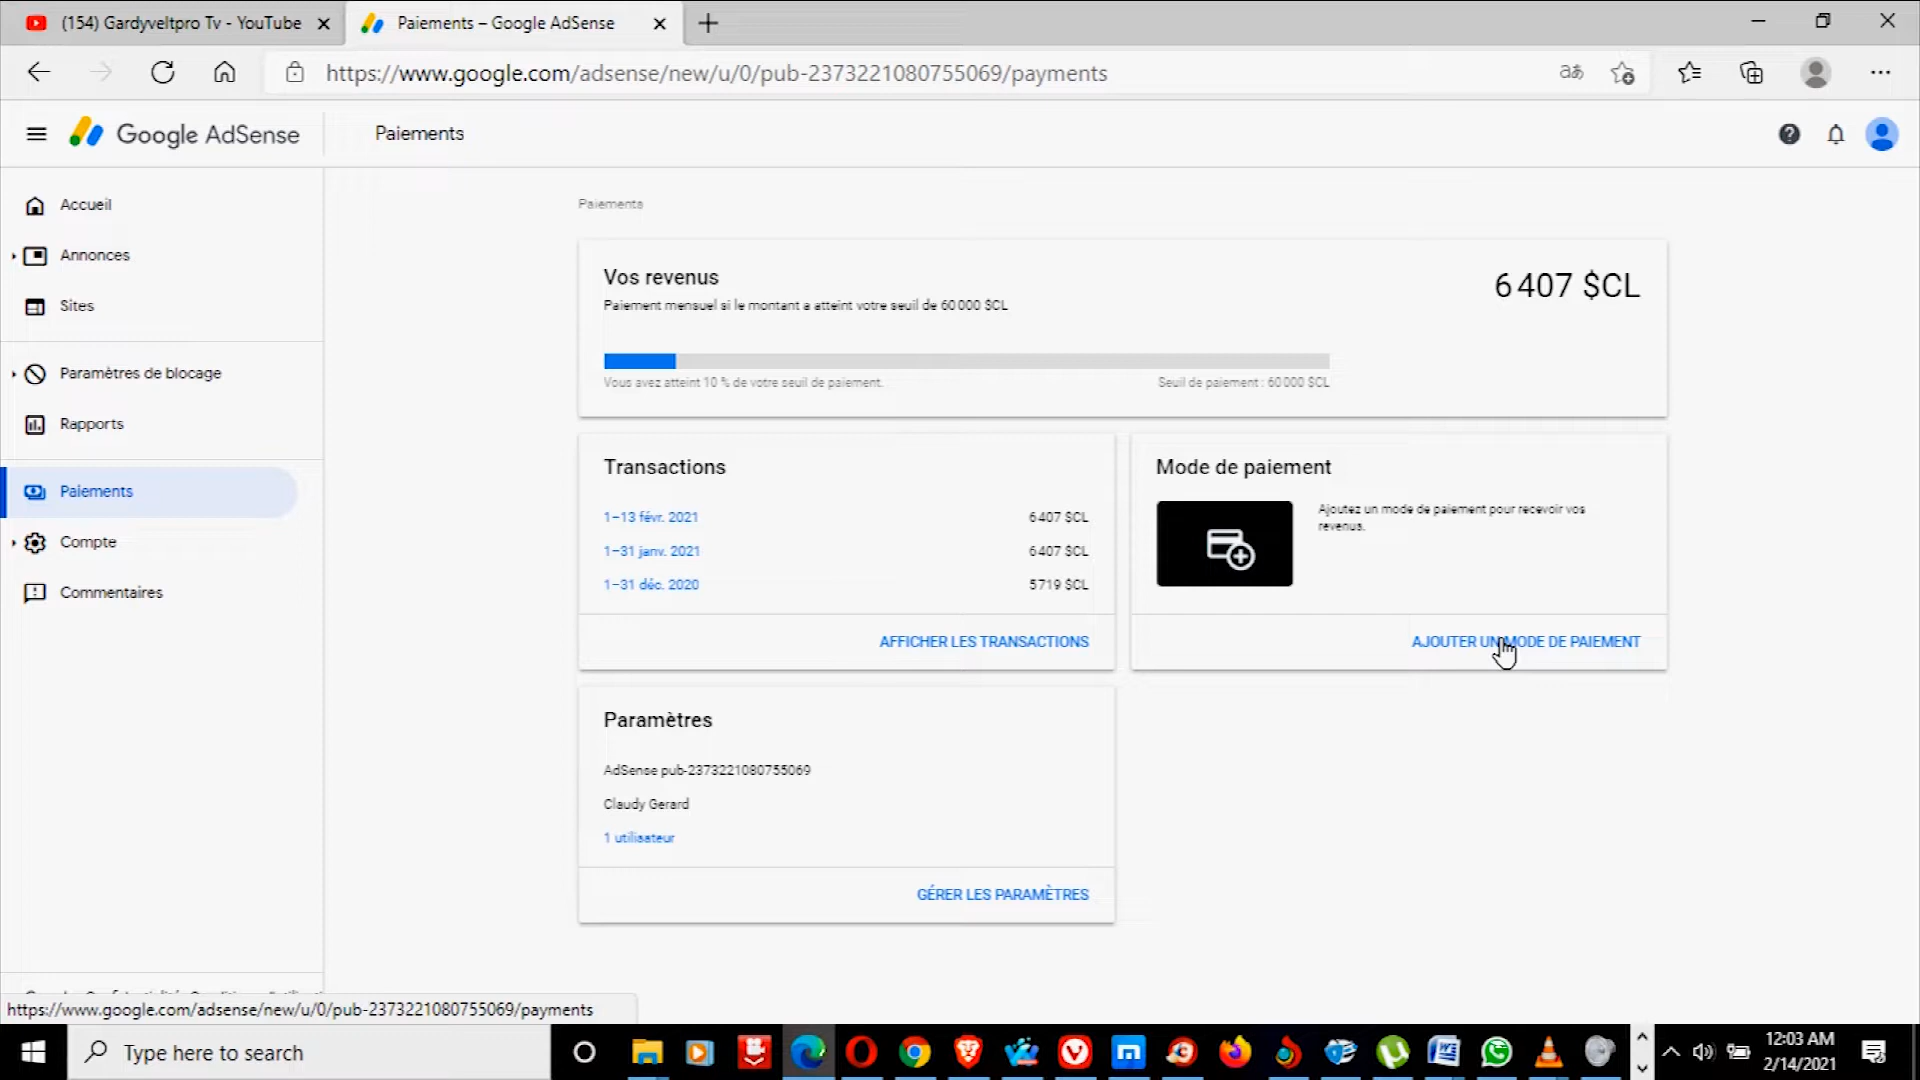 (154) Gardyveltpro Tv - YouTube
Paiements – Google AdSense
https://www.google.com/adsense/new/u/0/pub-2373221080755069/payments
Google AdSense
Paiements
Accueil
Annonces
Sites
Paramètres de blocage
Rapports
Paiements
Compte
Commentaires
Paiements
Vos revenus
6 407 $CL
Paiement mensuel si le montant a atteint votre seuil de 60 000 $CL
Vous avez atteint 10 % de votre seuil de paiement.
Seuil de paiement : 60 000 $CL
Transactions
1–13 févr. 2021 6 407 $CL
1–31 janv. 2021 6 407 $CL
1–31 déc. 2020 5 719 $CL
AFFICHER LES TRANSACTIONS
Mode de paiement
Ajoutez un mode de paiement pour recevoir vos
revenus.
AJOUTER UN MODE DE PAIEMENT
Paramètres
AdSense pub-2373221080755069
Claudy Gerard
1 utilisateur
GÉRER LES PARAMÈTRES
https://www.google.com/adsense/new/u/0/pub-2373221080755069/payments
Type here to search
12:03 AM
2/14/2021